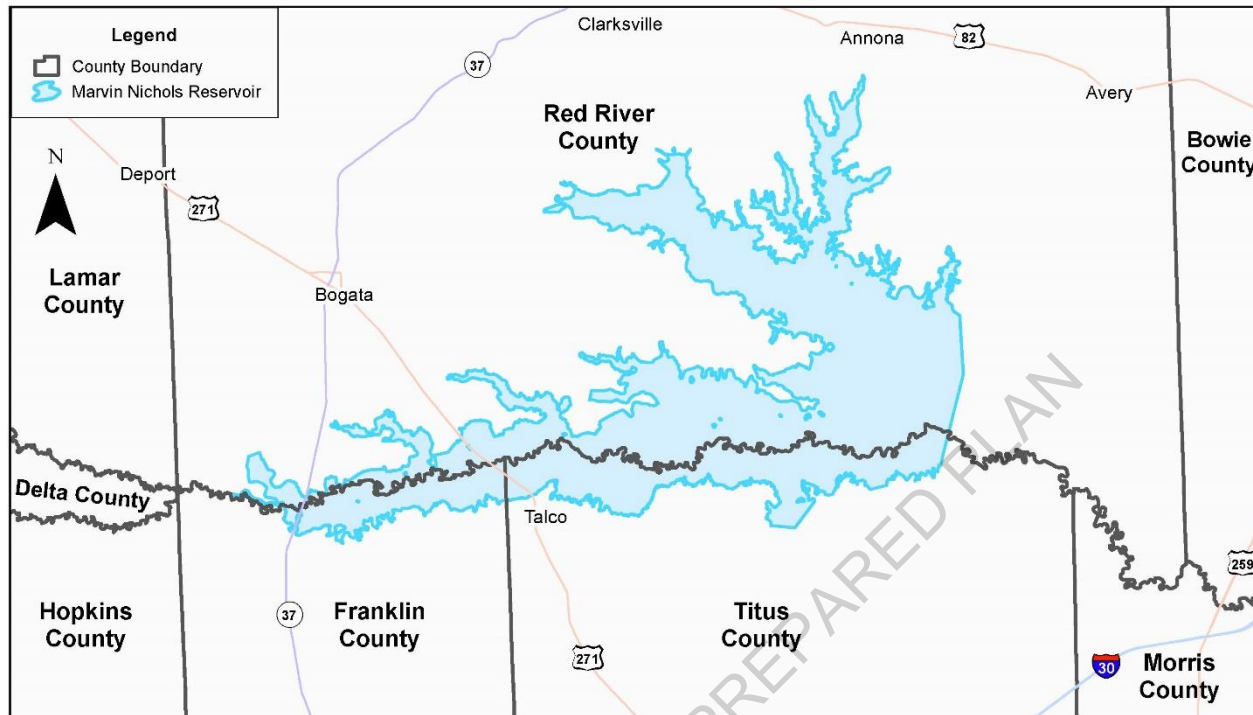 Legend
County Boundary
Marvin Nichols Reservoir
N
Clarksville
Annona
82
37
Avery
Red River
County
Bowie
County
Deport
271
Lamar
County
Bogata
Delta County
Talco
Hopkins
County
37
Franklin
County
271
Titus
County
259
30
Morris
County
PREPARED PLAN